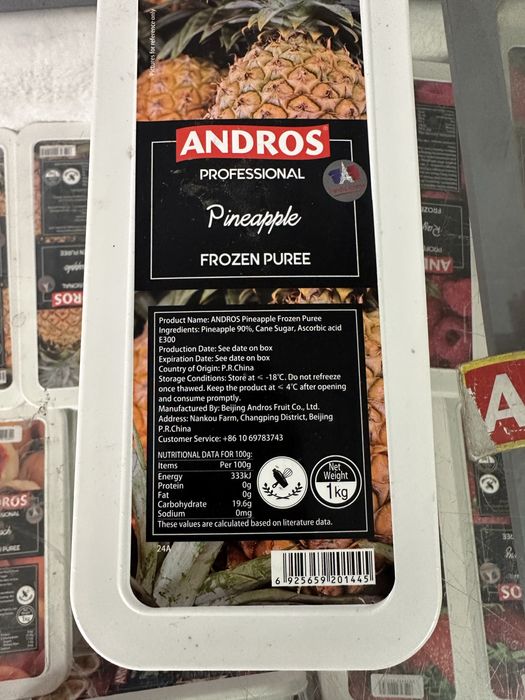 Pictures for reference only
ANDROS
PROFESSIONAL
Pineapple
FROZEN PUREE
Product Name: ANDROS Pineapple Frozen Puree
Ingredients: Pineapple 90%, Cane Sugar, Ascorbic acid
E300
Production Date: See date on box
Expiration Date: See date on box
Country of Origin: P.R.China
Storage Conditions: Store at < -18℃. Do not refreeze
once thawed. Keep the product at < 4℃ after opening
and consume promptly.
Manufactured By: Beijing Andros Fruit Co., Ltd.
Address: Nankou Farm, Changping District, Beijing
P.R.China
Customer Service: +86 10 69783743
NUTRITIONAL DATA FOR 100g:
Items Per 100g
Energy 333kJ
Protein 0g
Fat 0g
Carbohydrate 19.6g
Sodium 0mg
These values are calculated based on literature data.
Net
Weight
1kg
24A
6 925659 201445
ANDROS
PUREE